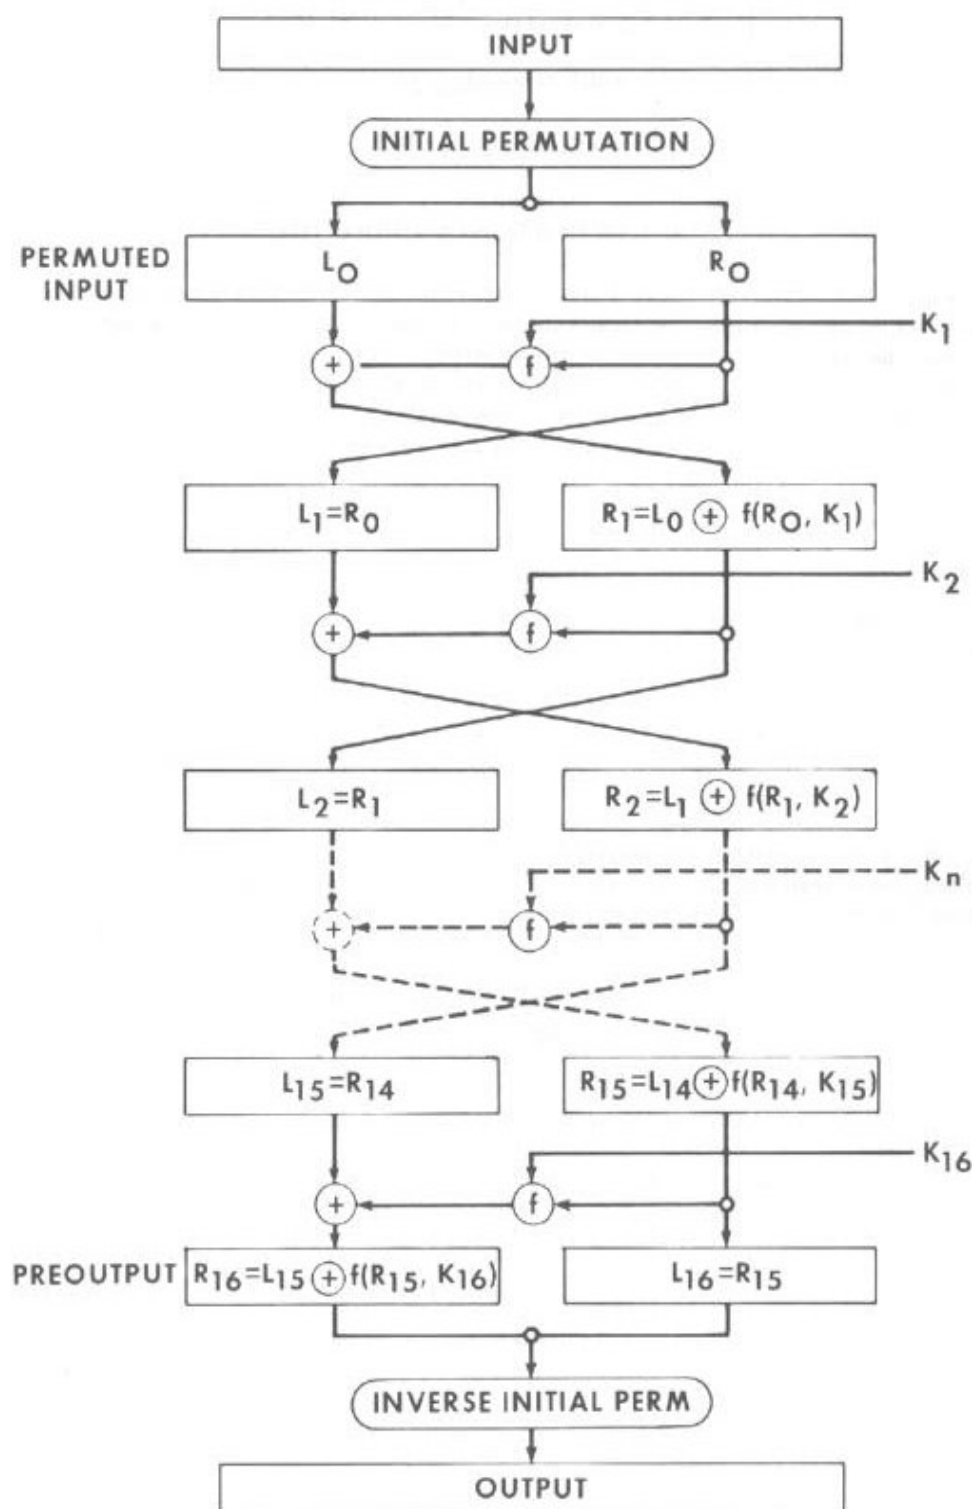 INPUT
INITIAL PERMUTATION
PERMUTED
INPUT
L0
R0
K1
+
f
L1=R0
R1=L0 + f(R0, K1)
K2
+
f
L2=R1
R2=L1 + f(R1, K2)
Kn
+
f
L15=R14
R15=L14 + f(R14, K15)
K16
+
f
PREOUTPUT
R16=L15 + f(R15, K16)
L16=R15
INVERSE INITIAL PERM
OUTPUT